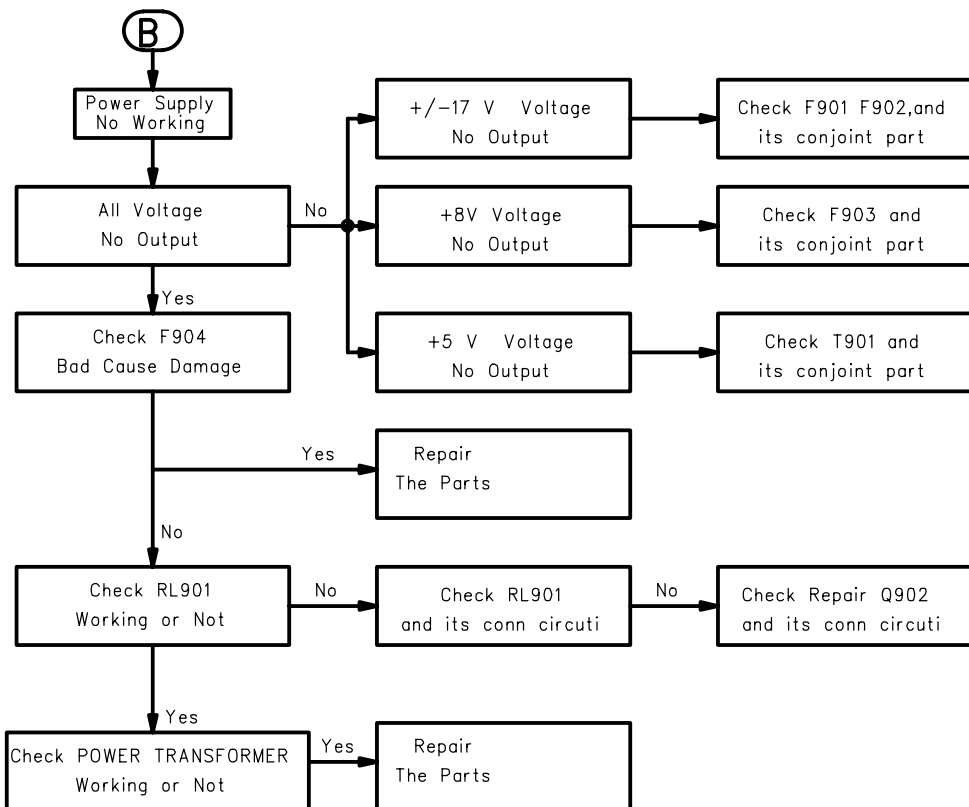 B
Power Supply
No Working
+/-17 V Voltage
No Output
Check F901 F902,and
its conjoint part
All Voltage
No Output
No
+8V Voltage
No Output
Check F903 and
its conjoint part
Yes
Check F904
Bad Cause Damage
+5 V Voltage
No Output
Check T901 and
its conjoint part
Yes
Repair
The Parts
No
Check RL901
Working or Not
No
Check RL901
and its conn circuti
No
Check Repair Q902
and its conn circuti
Yes
Check POWER TRANSFORMER
Working or Not
Yes
Repair
The Parts